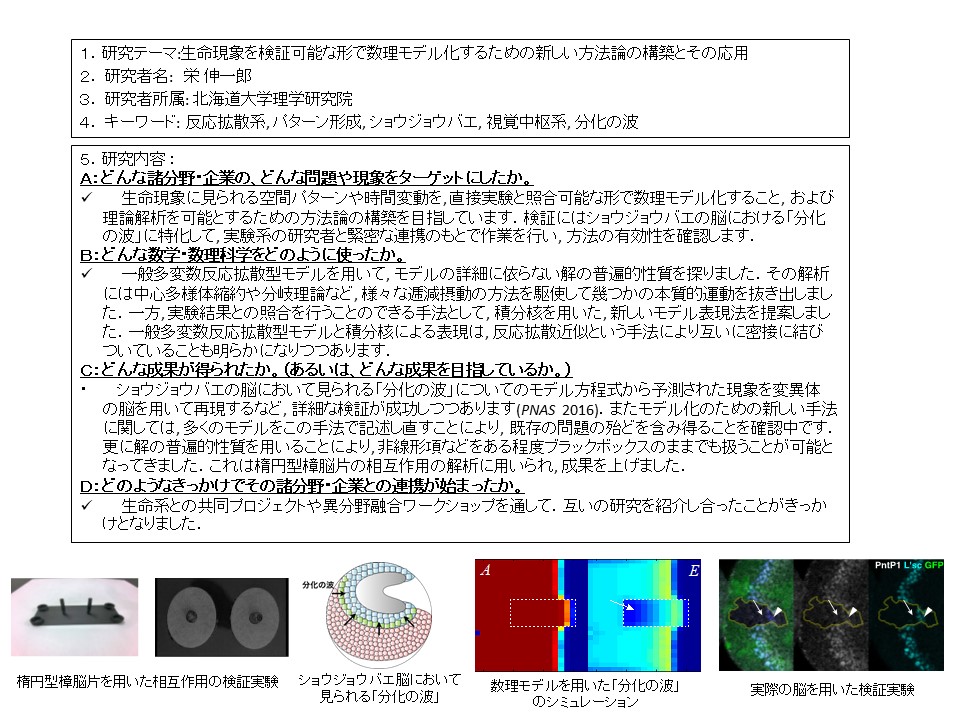 1. 研究テーマ:生命現象を検証可能な形で数理モデル化するための新しい方法論の構築とその応用
2. 研究者名: 栄 伸一郎
3. 研究者所属:北海道大学理学研究院
4. キーワード: 反応拡散系, パターン形成, ショウジョウバエ, 視覚中枢系, 分化の波
5. 研究内容:
A:どんな諸分野・企業の、どんな問題や現象をターゲットにしたか。
✓ 生命現象に見られる空間パターンや時間変動を,直接実験と照合可能な形で数理モデル化すること, および
理論解析を可能とするための方法論の構築を目指しています. 検証にはショウジョウバエの脳における「分化
の波」に特化して, 実験系の研究者と緊密な連携のもとで作業を行い, 方法の有効性を確認します.
B:どんな数学・数理科学をどのように使ったか。
✓ 一般多変数反応拡散型モデルを用いて, モデルの詳細に依らない解の普遍的性質を探りました. その解析
には中心多様体縮約や分岐理論など, 様々な逓減摂動の方法を駆使して幾つかの本質的運動を抜き出しまし
た. 一方, 実験結果との照合を行うことのできる手法として, 積分核を用いた, 新しいモデル表現法を提案しまし
た. 一般多変数反応拡散型モデルと積分核による表現は, 反応拡散近似という手法により互いに密接に結び
ついていることも明らかになりつつあります.
C:どんな成果が得られたか。(あるいは、どんな成果を目指しているか。)
・ ショウジョウバエの脳において見られる「分化の波」についてのモデル方程式から予測された現象を変異体
の脳を用いて再現するなど, 詳細な検証が成功しつつあります(PNAS 2016). またモデル化のための新しい手法
に関しては, 多くのモデルをこの手法で記述し直すことにより, 既存の問題の殆どを含み得ることを確認中です.
更に解の普遍的性質を用いることにより, 非線形項などをある程度ブラックボックスのままでも扱うことが可能と
なってきました. これは楕円型樟脳片の相互作用の解析に用いられ, 成果を上げました.
D:どのようなきっかけでその諸分野・企業との連携が始まったか。
✓ 生命系との共同プロジェクトや異分野融合ワークショップを通して. 互いの研究を紹介し合ったことがきっか
けとなりました.
分化の波
A
E
PntP1 L'sc GFP
楕円型樟脳片を用いた相互作用の検証実験
ショウジョウバエ脳において
見られる「分化の波」
数理モデルを用いた「分化の波」
のシミュレーション
実際の脳を用いた検証実験